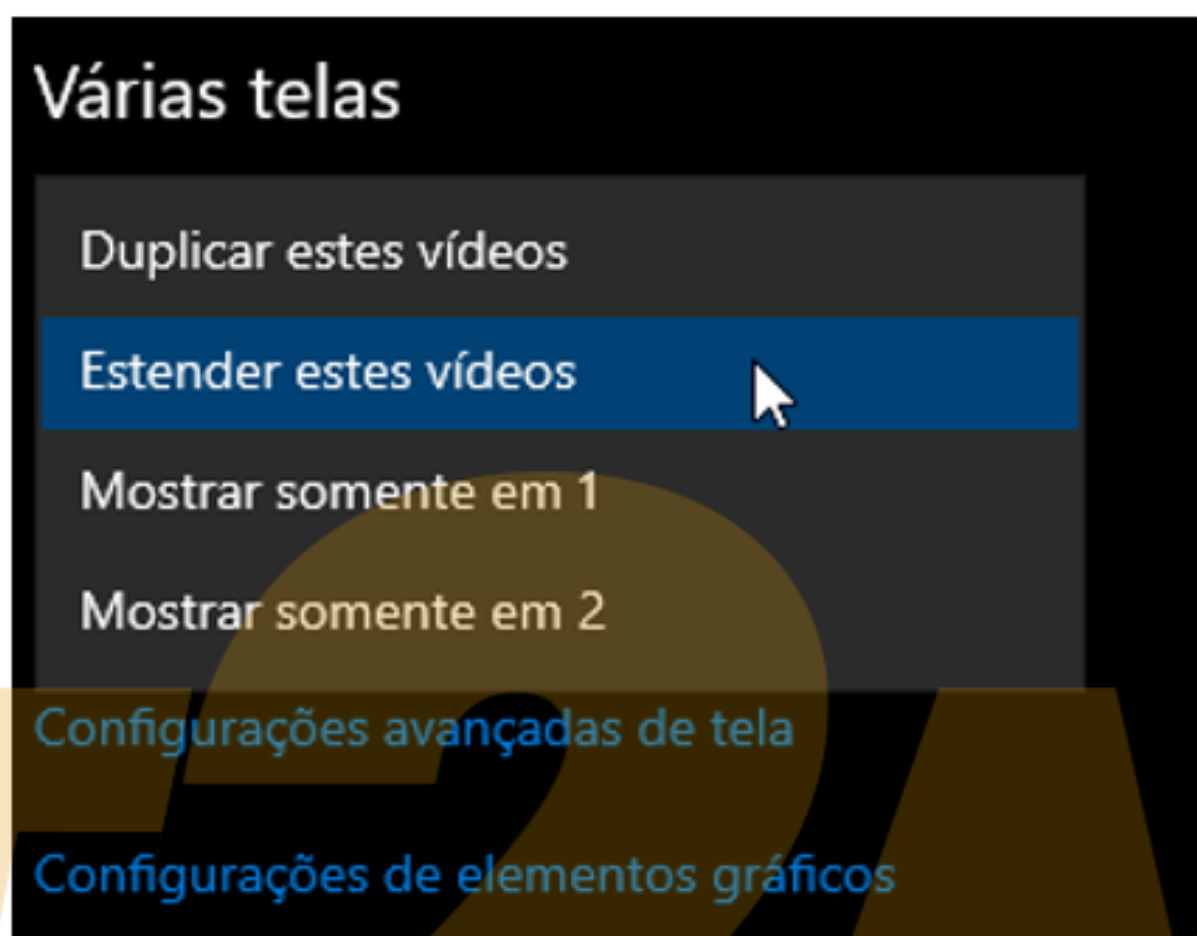 Várias telas
Duplicar estes vídeos
Estender estes vídeos
Mostrar somente em 1
Mostrar somente em 2
Configurações avançadas de tela
Configurações de elementos gráficos